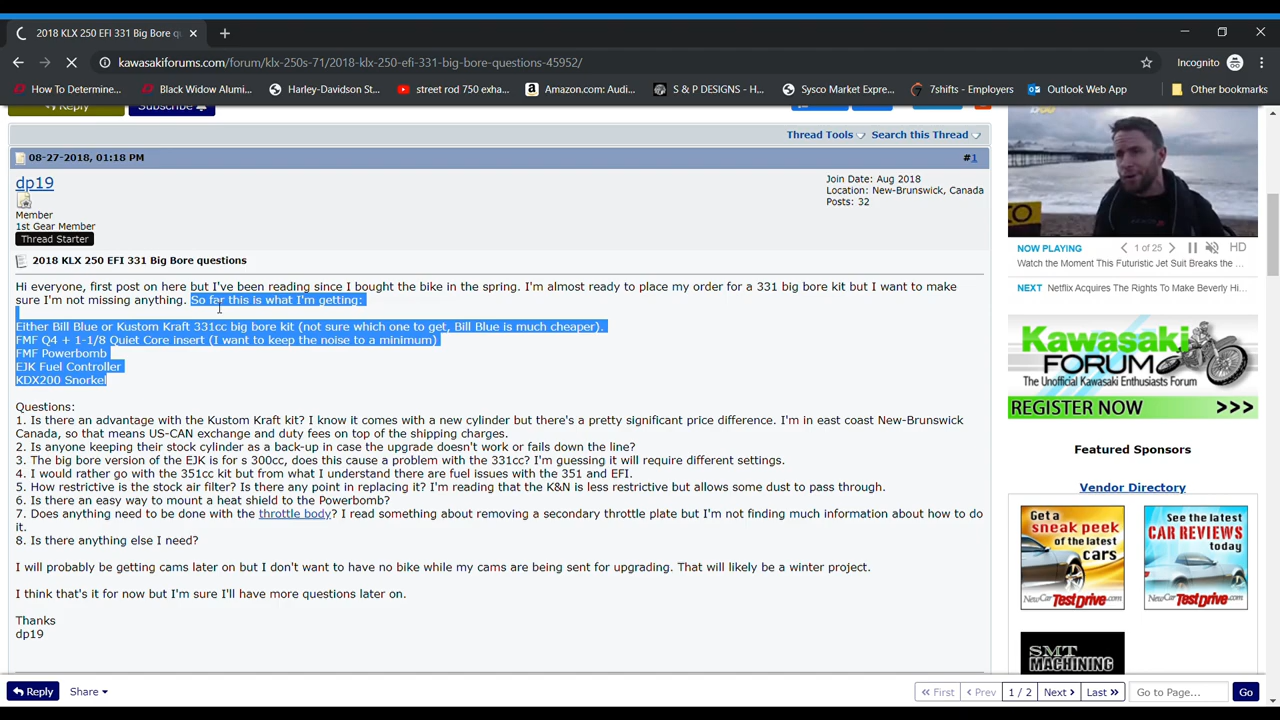 2018 KLX 250 EFI 331 Big Bore qu
Incognito
kawasakiforums.com/forum/klx-250s-71/2018-klx-250-efi-331-big-bore-questions-45952/
How To Determine...
Black Widow Alumi...
Harley-Davidson St...
street rod 750 exha...
Amazon.com: Audi...
S & P DESIGNS - H...
Sysco Market Expre...
7shifts - Employers
Outlook Web App
Other bookmarks
Reply
Subscribe
Thread Tools
Search this Thread
08-27-2018, 01:18 PM
#1
dp19
Member
1st Gear Member
Thread Starter
Join Date: Aug 2018
Location: New-Brunswick, Canada
Posts: 32
2018 KLX 250 EFI 331 Big Bore questions
Hi everyone, first post on here but I've been reading since I bought the bike in the spring. I'm almost ready to place my order for a 331 big bore kit but I want to make
sure I'm not missing anything. So far this is what I'm getting:
Either Bill Blue or Kustom Kraft 331cc big bore kit (not sure which one to get, Bill Blue is much cheaper).
FMF Q4 + 1-1/8 Quiet Core insert (I want to keep the noise to a minimum)
FMF Powerbomb
EJK Fuel Controller
KDX200 Snorkel
Questions:
1. Is there an advantage with the Kustom Kraft kit? I know it comes with a new cylinder but there's a pretty significant price difference. I'm in east coast New-Brunswick
Canada, so that means US-CAN exchange and duty fees on top of the shipping charges.
2. Is anyone keeping their stock cylinder as a back-up in case the upgrade doesn't work or fails down the line?
3. The big bore version of the EJK is for s 300cc, does this cause a problem with the 331cc? I'm guessing it will require different settings.
4. I would rather go with the 351cc kit but from what I understand there are fuel issues with the 351 and EFI.
5. How restrictive is the stock air filter? Is there any point in replacing it? I'm reading that the K&N is less restrictive but allows some dust to pass through.
6. Is there an easy way to mount a heat shield to the Powerbomb?
7. Does anything need to be done with the throttle body? I read something about removing a secondary throttle plate but I'm not finding much information about how to do
it.
8. Is there anything else I need?
I will probably be getting cams later on but I don't want to have no bike while my cams are being sent for upgrading. That will likely be a winter project.
I think that's it for now but I'm sure I'll have more questions later on.
Thanks
dp19
NOW PLAYING
1 of 25
HD
Watch the Moment This Futuristic Jet Suit Breaks the ...
NEXT Netflix Acquires The Rights To Make Beverly Hi...
Kawasaki
FORUM
The Unofficial Kawasaki Enthusiasts Forum
REGISTER NOW >>>
Featured Sponsors
Vendor Directory
Get a
sneak peek
of the latest
cars
NewCarTestDrive.com
See the latest
CAR REVIEWS
today
NewCarTestDrive.com
SMT
MACHINING
Reply
Share
« First
‹ Prev
1 / 2
Next ›
Last »
Go to Page...
Go